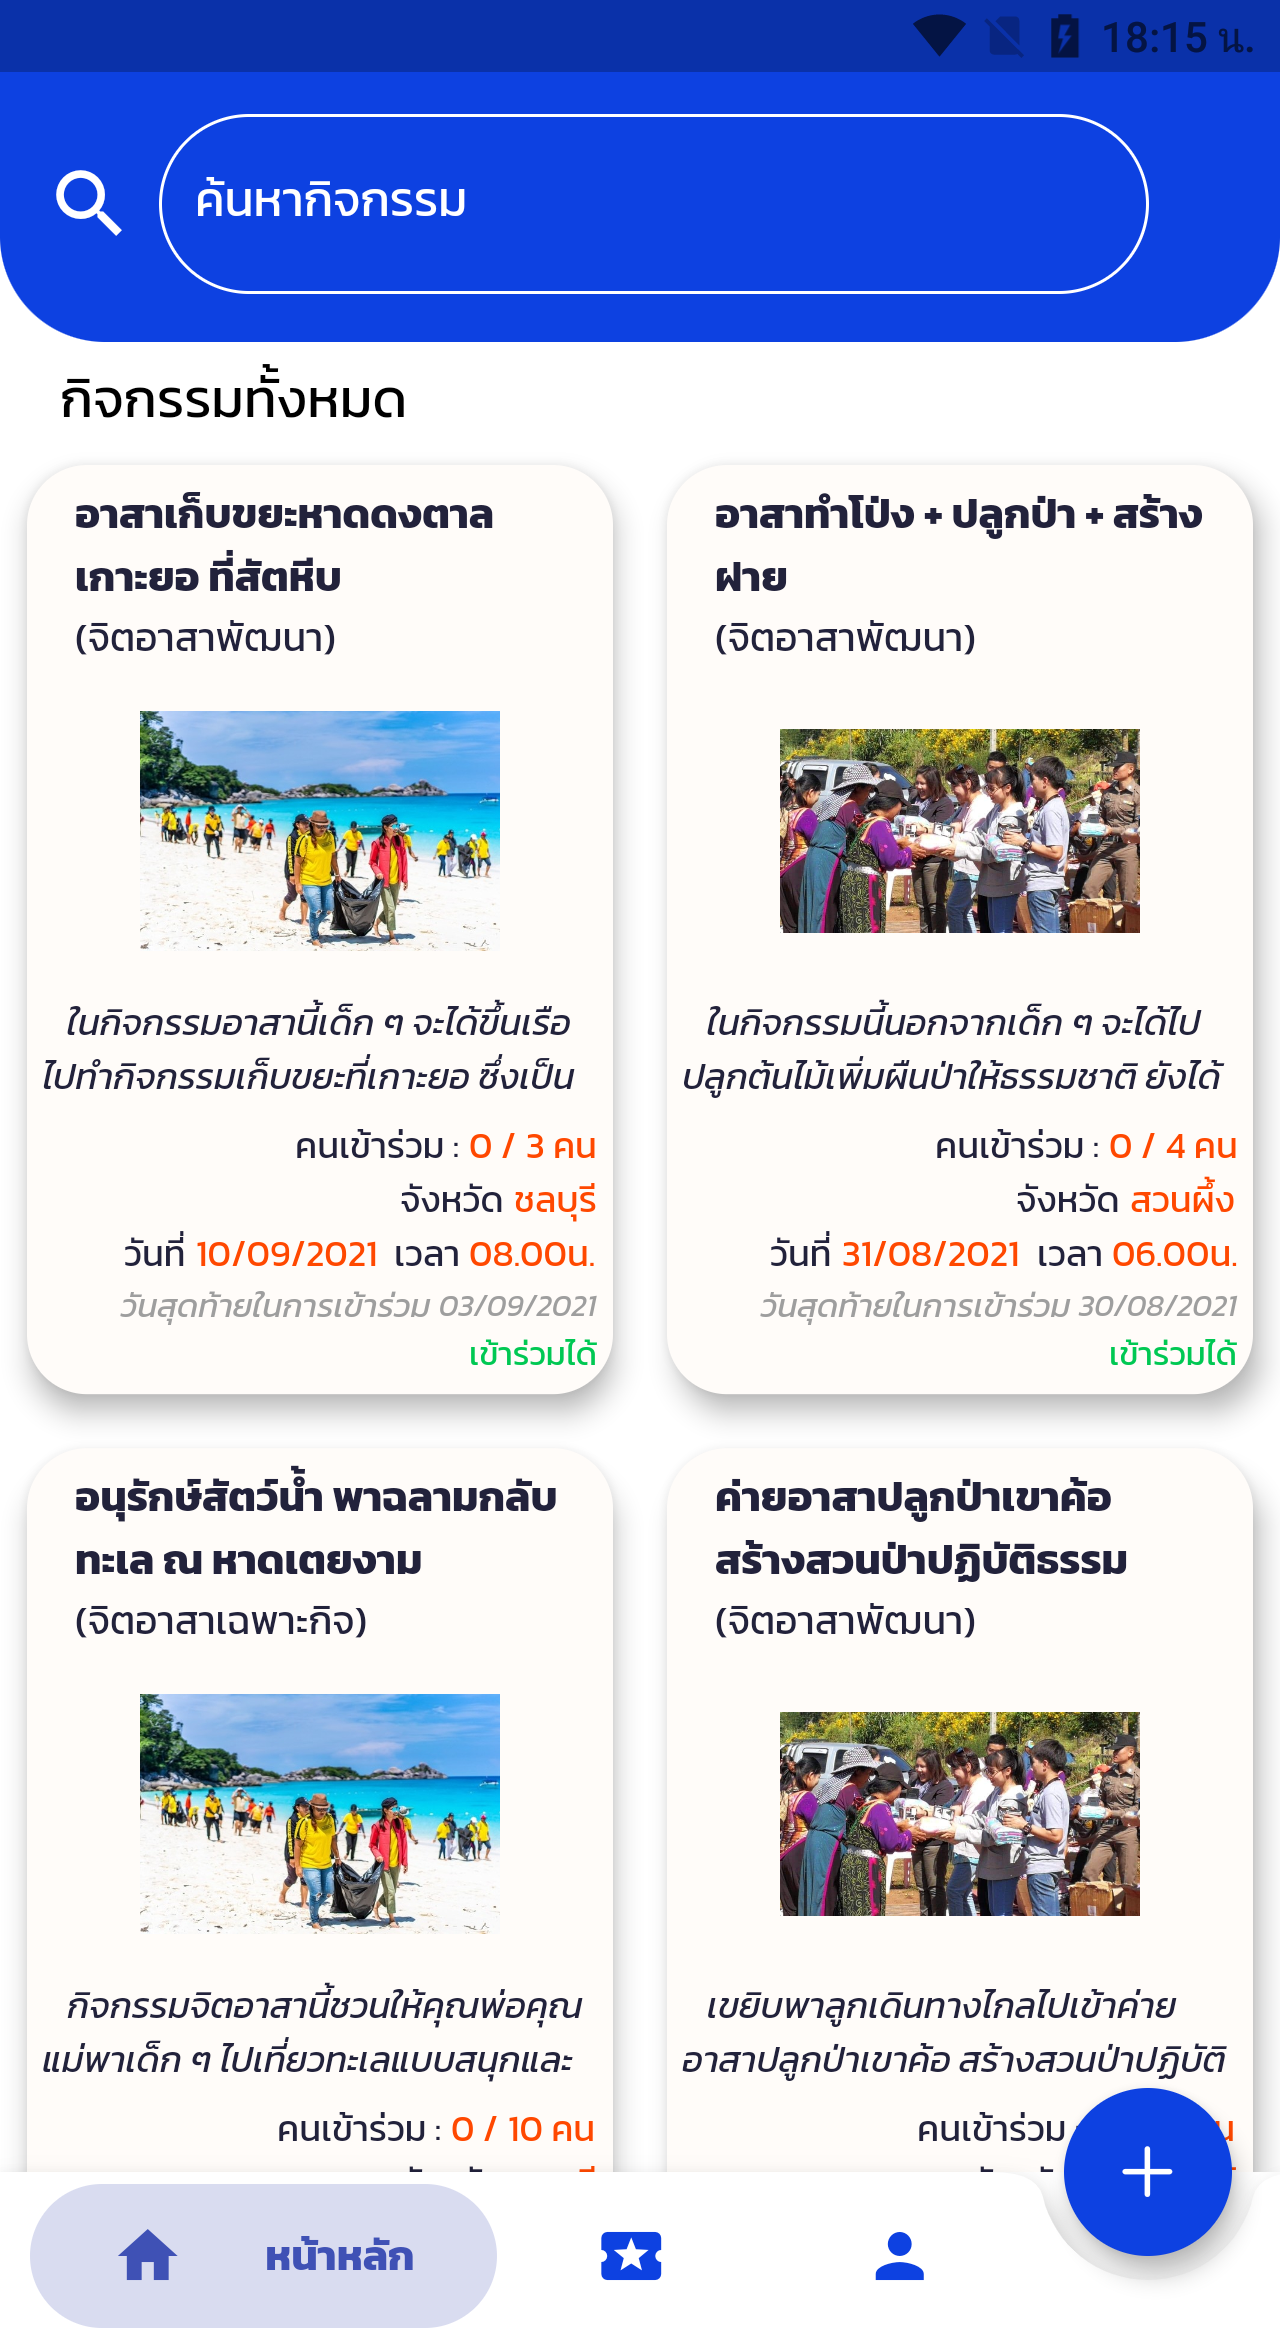 18:15 น.
ค้นหากิจกรรม
กิจกรรมทั้งหมด
อาสาเก็บขยะหาดดงตาล
เกาะยอ ที่สัตหีบ
(จิตอาสาพัฒนา)
ในกิจกรรมอาสานี้เด็ก ๆ จะได้ขึ้นเรือ
ไปทำกิจกรรมเก็บขยะที่เกาะยอ ซึ่งเป็น
คนเข้าร่วม : 0 / 3 คน
จังหวัด ชลบุรี
วันที่ 10/09/2021 เวลา 08.00น.
วันสุดท้ายในการเข้าร่วม 03/09/2021
เข้าร่วมได้
อาสาทำโป่ง + ปลูกป่า + สร้าง
ฝาย
(จิตอาสาพัฒนา)
ในกิจกรรมนี้นอกจากเด็ก ๆ จะได้ไป
ปลูกต้นไม้เพิ่มผืนป่าให้ธรรมชาติ ยังได้
คนเข้าร่วม : 0 / 4 คน
จังหวัด สวนผึ้ง
วันที่ 31/08/2021 เวลา 06.00น.
วันสุดท้ายในการเข้าร่วม 30/08/2021
เข้าร่วมได้
อนุรักษ์สัตว์น้ำ พาฉลามกลับ
ทะเล ณ หาดเตยงาม
(จิตอาสาเฉพาะกิจ)
กิจกรรมจิตอาสานี้ชวนให้คุณพ่อคุณ
แม่พาเด็ก ๆ ไปเที่ยวทะเลแบบสนุกและ
คนเข้าร่วม : 0 / 10 คน
ค่ายอาสาปลูกป่าเขาค้อ
สร้างสวนป่าปฏิบัติธรรม
(จิตอาสาพัฒนา)
เขยิบพาลูกเดินทางไกลไปเข้าค่าย
อาสาปลูกป่าเขาค้อ สร้างสวนป่าปฏิบัติ
คนเข้าร่วม
หน้าหลัก